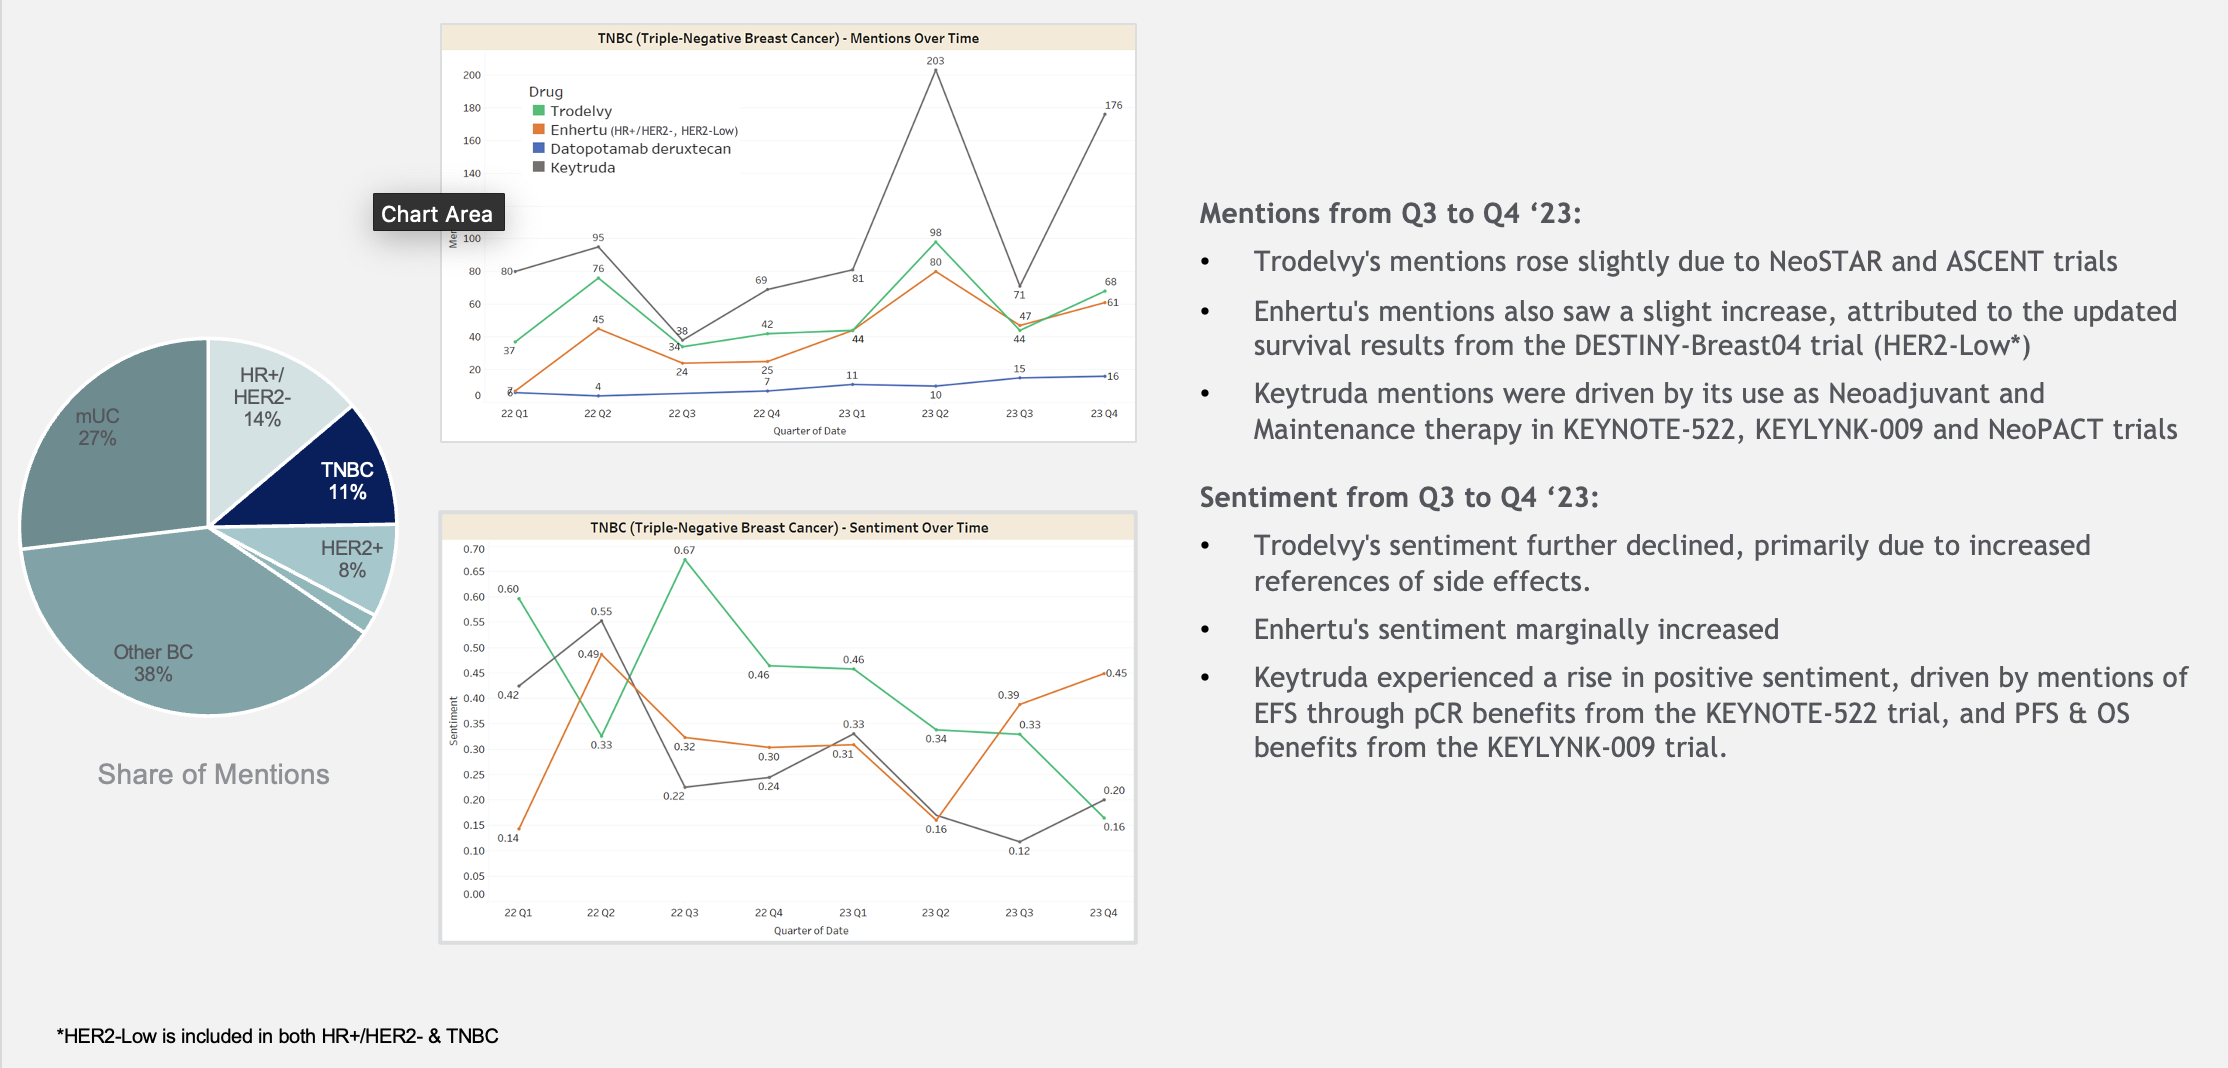 TNBC (Triple-Negative Breast Cancer) - Mentions Over Time
200
180
160
140
100
80
60
40
20
0
Drug
Trodelvy
Enhertu (HR+/HER2-, HER2-Low)
Datopotamab deruxtecan
Keytruda
Chart Area
203
176
80
95
76
45
37
4
38
34
24
69
42
25
7
81
44
11
98
80
10
71
47
44
15
68
61
16
22 Q1
22 Q2
22 Q3
22 Q4
23 Q1
23 Q2
23 Q3
23 Q4
Quarter of Date
HR+/
HER2-
14%
TNBC
11%
HER2+
8%
Other BC
38%
mUC
27%
Share of Mentions
TNBC (Triple-Negative Breast Cancer) - Sentiment Over Time
Sentiment
0.70
0.65
0.60
0.55
0.50
0.45
0.40
0.35
0.30
0.25
0.20
0.15
0.10
0.05
0.00
0.60
0.42
0.14
0.55
0.49
0.33
0.67
0.32
0.22
0.46
0.30
0.24
0.46
0.33
0.31
0.34
0.16
0.39
0.33
0.12
0.45
0.20
0.16
22 Q1
22 Q2
22 Q3
22 Q4
23 Q1
23 Q2
23 Q3
23 Q4
Quarter of Date
Mentions from Q3 to Q4 ‘23:
• Trodelvy's mentions rose slightly due to NeoSTAR and ASCENT trials
• Enhertu's mentions also saw a slight increase, attributed to the updated
survival results from the DESTINY-Breast04 trial (HER2-Low*)
• Keytruda mentions were driven by its use as Neoadjuvant and
Maintenance therapy in KEYNOTE-522, KEYLYNK-009 and NeoPACT trials
Sentiment from Q3 to Q4 ‘23:
• Trodelvy's sentiment further declined, primarily due to increased
references of side effects.
• Enhertu's sentiment marginally increased
• Keytruda experienced a rise in positive sentiment, driven by mentions of
EFS through pCR benefits from the KEYNOTE-522 trial, and PFS & OS
benefits from the KEYLYNK-009 trial.
*HER2-Low is included in both HR+/HER2- & TNBC